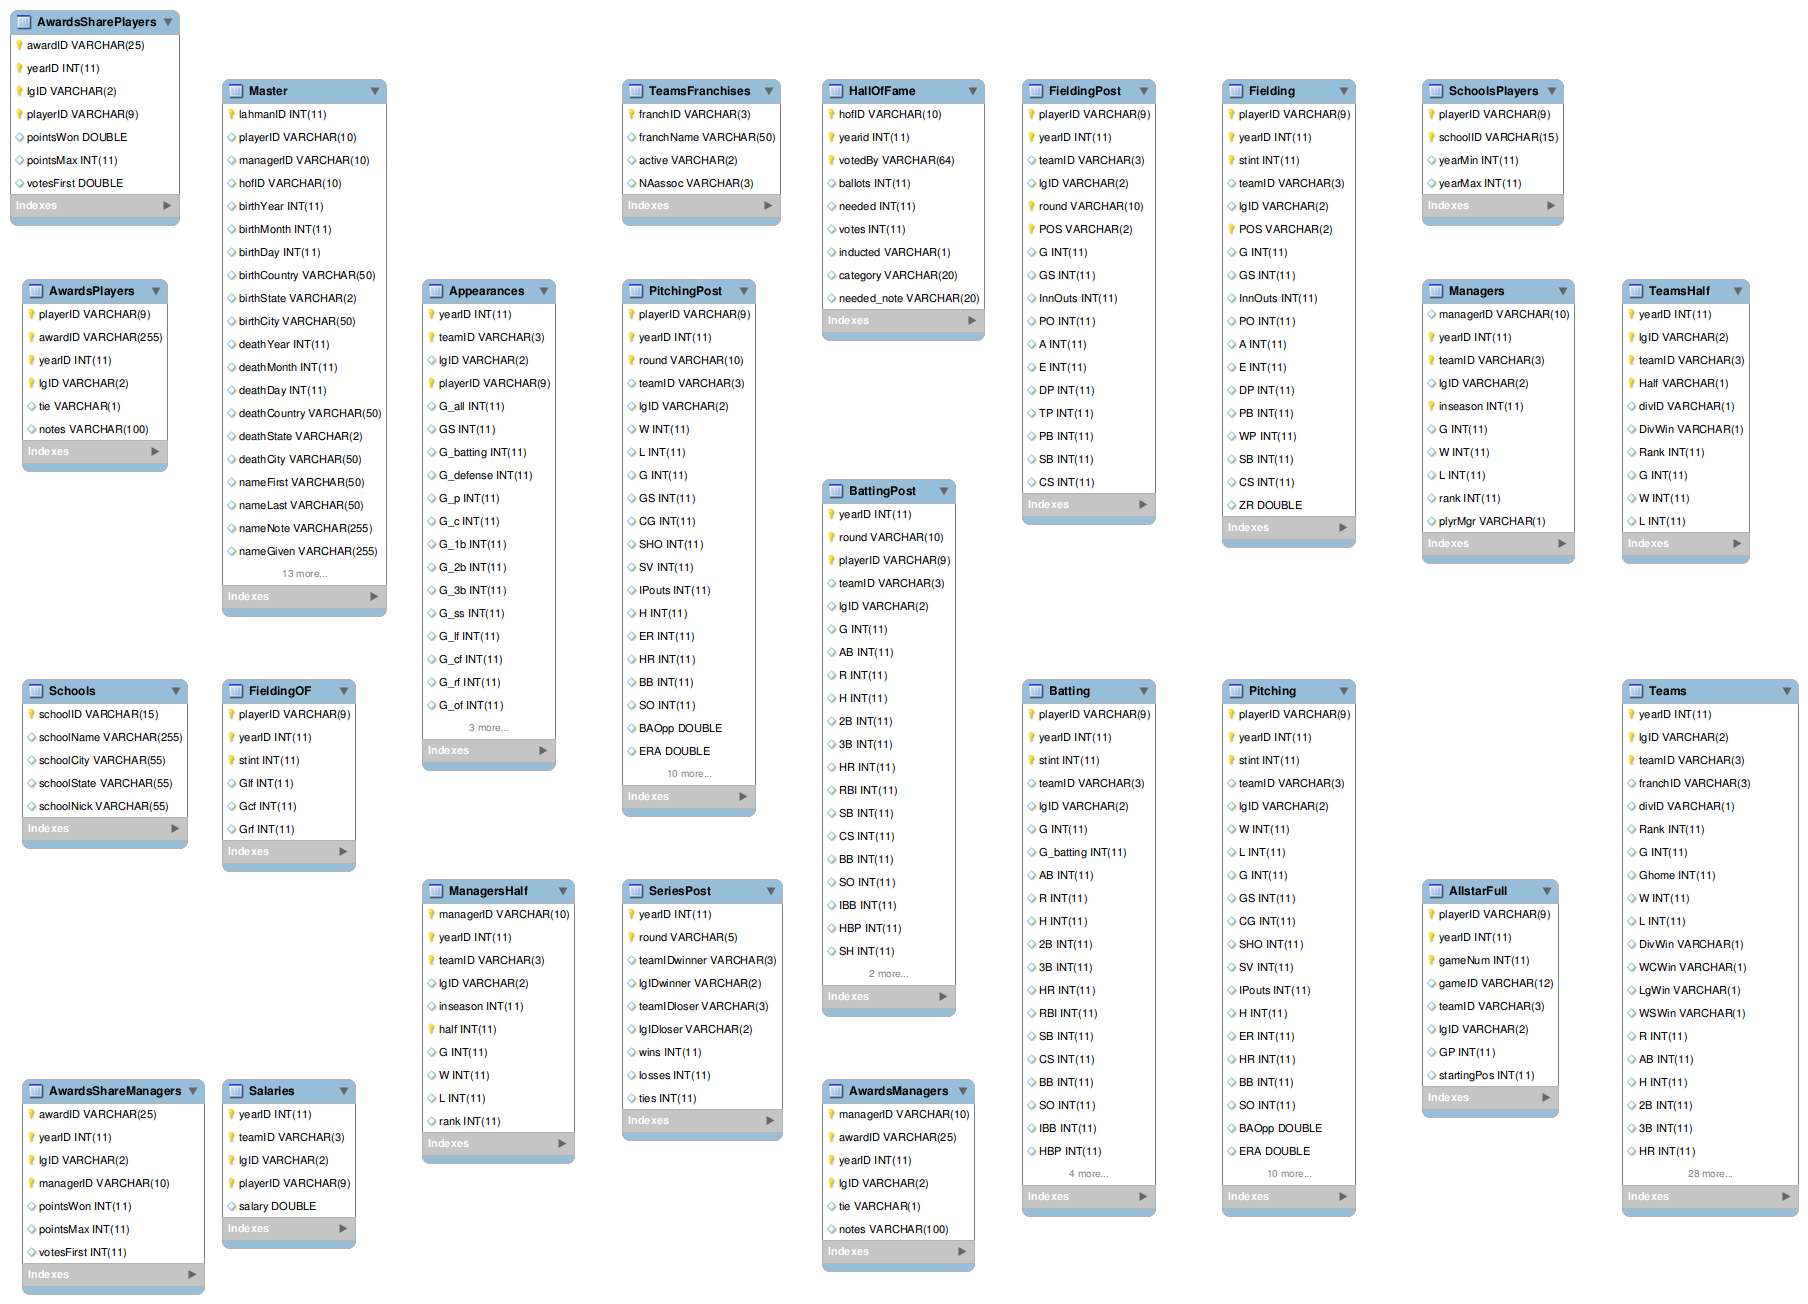 AwardsSharePlayers
awardID VARCHAR(25)
yearID INT(11)
lgID VARCHAR(2)
playerID VARCHAR(9)
pointsWon DOUBLE
pointsMax INT(11)
votesFirst DOUBLE
Indexes
Master
lahmanID INT(11)
playerID VARCHAR(10)
managerID VARCHAR(10)
hofID VARCHAR(10)
birthYear INT(11)
birthMonth INT(11)
birthDay INT(11)
birthCountry VARCHAR(50)
birthState VARCHAR(2)
birthCity VARCHAR(50)
deathYear INT(11)
deathMonth INT(11)
deathDay INT(11)
deathCountry VARCHAR(50)
deathState VARCHAR(2)
deathCity VARCHAR(50)
nameFirst VARCHAR(50)
nameLast VARCHAR(50)
nameNote VARCHAR(255)
nameGiven VARCHAR(255)
13 more...
Indexes
TeamsFranchises
franchID VARCHAR(3)
franchName VARCHAR(50)
active VARCHAR(2)
NAassoc VARCHAR(3)
Indexes
HallOfFame
hofID VARCHAR(10)
yearid INT(11)
votedBy VARCHAR(64)
ballots INT(11)
needed INT(11)
votes INT(11)
inducted VARCHAR(1)
category VARCHAR(20)
needed_note VARCHAR(20)
Indexes
FieldingPost
playerID VARCHAR(9)
yearID INT(11)
teamID VARCHAR(3)
lgID VARCHAR(2)
round VARCHAR(10)
POS VARCHAR(2)
G INT(11)
GS INT(11)
InnOuts INT(11)
PO INT(11)
A INT(11)
E INT(11)
DP INT(11)
TP INT(11)
PB INT(11)
SB INT(11)
CS INT(11)
Indexes
Fielding
playerID VARCHAR(9)
yearID INT(11)
stint INT(11)
teamID VARCHAR(3)
lgID VARCHAR(2)
POS VARCHAR(2)
G INT(11)
GS INT(11)
InnOuts INT(11)
PO INT(11)
A INT(11)
E INT(11)
DP INT(11)
PB INT(11)
WP INT(11)
SB INT(11)
CS INT(11)
ZR DOUBLE
Indexes
SchoolsPlayers
playerID VARCHAR(9)
schoolID VARCHAR(15)
yearMin INT(11)
yearMax INT(11)
Indexes
AwardsPlayers
playerID VARCHAR(9)
awardID VARCHAR(255)
yearID INT(11)
lgID VARCHAR(2)
tie VARCHAR(1)
notes VARCHAR(100)
Indexes
Appearances
yearID INT(11)
teamID VARCHAR(3)
lgID VARCHAR(2)
playerID VARCHAR(9)
G_all INT(11)
GS INT(11)
G_batting INT(11)
G_defense INT(11)
G_p INT(11)
G_c INT(11)
G_1b INT(11)
G_2b INT(11)
G_3b INT(11)
G_ss INT(11)
G_lf INT(11)
G_cf INT(11)
G_rf INT(11)
G_of INT(11)
3 more...
Indexes
PitchingPost
playerID VARCHAR(9)
yearID INT(11)
round VARCHAR(10)
teamID VARCHAR(3)
lgID VARCHAR(2)
W INT(11)
L INT(11)
G INT(11)
GS INT(11)
CG INT(11)
SHO INT(11)
SV INT(11)
IPouts INT(11)
H INT(11)
ER INT(11)
HR INT(11)
BB INT(11)
SO INT(11)
BAOpp DOUBLE
ERA DOUBLE
10 more...
Indexes
Managers
managerID VARCHAR(10)
yearID INT(11)
teamID VARCHAR(3)
lgID VARCHAR(2)
inseason INT(11)
G INT(11)
W INT(11)
L INT(11)
rank INT(11)
plyrMgr VARCHAR(1)
Indexes
TeamsHalf
yearID INT(11)
lgID VARCHAR(2)
teamID VARCHAR(3)
Half VARCHAR(1)
divID VARCHAR(1)
DivWin VARCHAR(1)
Rank INT(11)
G INT(11)
W INT(11)
L INT(11)
Indexes
BattingPost
yearID INT(11)
round VARCHAR(10)
playerID VARCHAR(9)
teamID VARCHAR(3)
lgID VARCHAR(2)
G INT(11)
AB INT(11)
R INT(11)
H INT(11)
2B INT(11)
3B INT(11)
HR INT(11)
RBI INT(11)
SB INT(11)
CS INT(11)
BB INT(11)
SO INT(11)
IBB INT(11)
HBP INT(11)
SH INT(11)
2 more...
Indexes
Schools
schoolID VARCHAR(15)
schoolName VARCHAR(255)
schoolCity VARCHAR(55)
schoolState VARCHAR(55)
schoolNick VARCHAR(55)
Indexes
FieldingOF
playerID VARCHAR(9)
yearID INT(11)
stint INT(11)
Glf INT(11)
Gcf INT(11)
Grf INT(11)
Indexes
Batting
playerID VARCHAR(9)
yearID INT(11)
stint INT(11)
teamID VARCHAR(3)
lgID VARCHAR(2)
G INT(11)
G_batting INT(11)
AB INT(11)
R INT(11)
H INT(11)
2B INT(11)
3B INT(11)
HR INT(11)
RBI INT(11)
SB INT(11)
CS INT(11)
BB INT(11)
SO INT(11)
IBB INT(11)
HBP INT(11)
4 more...
Indexes
Pitching
playerID VARCHAR(9)
yearID INT(11)
stint INT(11)
teamID VARCHAR(3)
lgID VARCHAR(2)
W INT(11)
L INT(11)
G INT(11)
GS INT(11)
CG INT(11)
SHO INT(11)
SV INT(11)
IPouts INT(11)
H INT(11)
ER INT(11)
HR INT(11)
BB INT(11)
SO INT(11)
BAOpp DOUBLE
ERA DOUBLE
10 more...
Indexes
Teams
yearID INT(11)
lgID VARCHAR(2)
teamID VARCHAR(3)
franchID VARCHAR(3)
divID VARCHAR(1)
Rank INT(11)
G INT(11)
Ghome INT(11)
W INT(11)
L INT(11)
DivWin VARCHAR(1)
WCWin VARCHAR(1)
LgWin VARCHAR(1)
WSWin VARCHAR(1)
R INT(11)
AB INT(11)
H INT(11)
2B INT(11)
3B INT(11)
HR INT(11)
28 more...
Indexes
ManagersHalf
managerID VARCHAR(10)
yearID INT(11)
teamID VARCHAR(3)
lgID VARCHAR(2)
inseason INT(11)
half INT(11)
G INT(11)
W INT(11)
L INT(11)
rank INT(11)
Indexes
SeriesPost
yearID INT(11)
round VARCHAR(5)
teamIDwinner VARCHAR(3)
lgIDwinner VARCHAR(2)
teamIDloser VARCHAR(3)
lgIDloser VARCHAR(2)
wins INT(11)
losses INT(11)
ties INT(11)
Indexes
AllstarFull
playerID VARCHAR(9)
yearID INT(11)
gameNum INT(11)
gameID VARCHAR(12)
teamID VARCHAR(3)
lgID VARCHAR(2)
GP INT(11)
startingPos INT(11)
Indexes
AwardsShareManagers
awardID VARCHAR(25)
yearID INT(11)
lgID VARCHAR(2)
managerID VARCHAR(10)
pointsWon INT(11)
pointsMax INT(11)
votesFirst INT(11)
Indexes
Salaries
yearID INT(11)
teamID VARCHAR(3)
lgID VARCHAR(2)
playerID VARCHAR(9)
salary DOUBLE
Indexes
AwardsManagers
managerID VARCHAR(10)
awardID VARCHAR(25)
yearID INT(11)
lgID VARCHAR(2)
tie VARCHAR(1)
notes VARCHAR(100)
Indexes